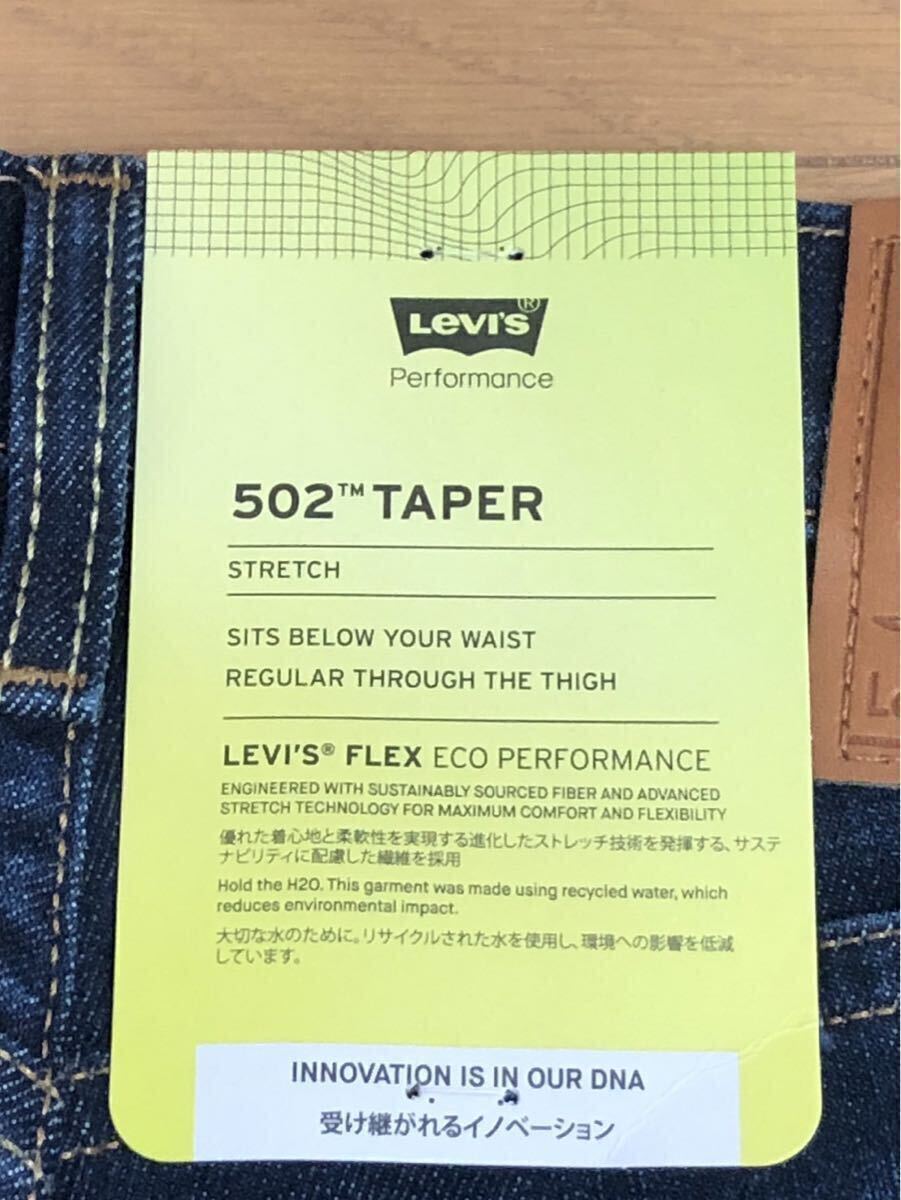 Levi's®
Performance
502™ TAPER
STRETCH
SITS BELOW YOUR WAIST
REGULAR THROUGH THE THIGH
LEVI'S® FLEX ECO PERFORMANCE
ENGINEERED WITH SUSTAINABLY SOURCED FIBER AND ADVANCED
STRETCH TECHNOLOGY FOR MAXIMUM COMFORT AND FLEXIBILITY
優れた着心地と柔軟性を実現する進化したストレッチ技術を発揮する、サステ
ナビリティに配慮した繊維を採用
Hold the H2O. This garment was made using recycled water, which
reduces environmental impact.
大切な水のために。リサイクルされた水を使用し、環境への影響を低減
しています。
INNOVATION IS IN OUR DNA
受け継がれるイノベーション